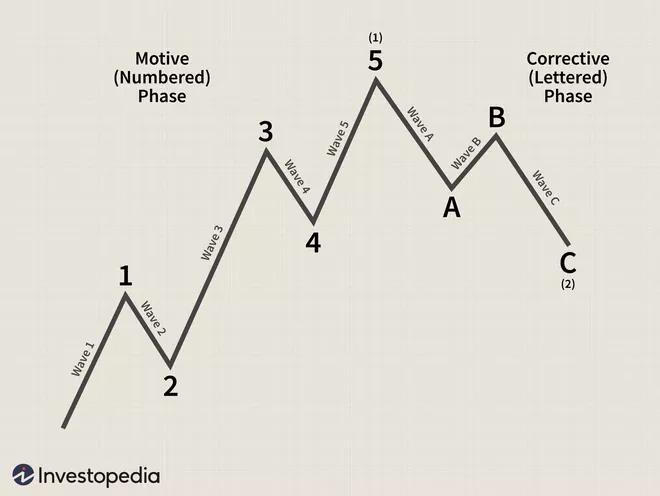 Motive
(Numbered)
Phase
(1)
5
Corrective
(Lettered)
Phase
3
B
Wave 5
Wave A
Wave B
Wave 4
Wave C
A
4
Wave 3
1
C
(2)
Wave 2
Wave 1
2
Investopedia